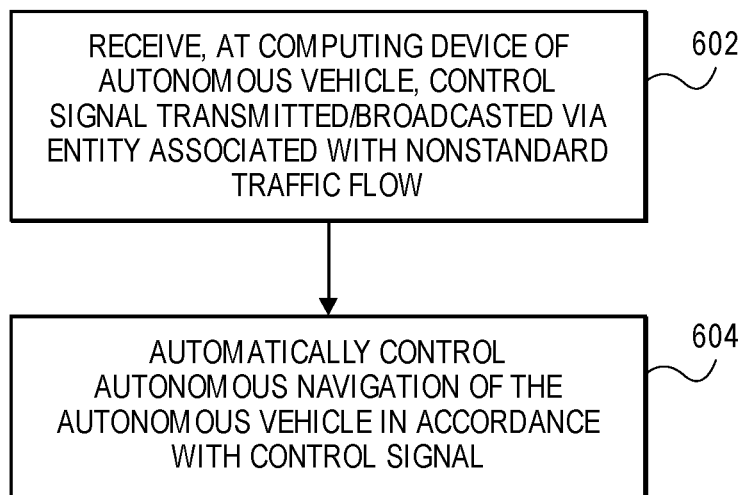 RECEIVE, AT COMPUTING DEVICE OF
AUTONOMOUS VEHICLE, CONTROL
SIGNAL TRANSMITTED/BROADCASTED VIA
ENTITY ASSOCIATED WITH NONSTANDARD
TRAFFIC FLOW
602
AUTOMATICALLY CONTROL
AUTONOMOUS NAVIGATION OF THE
AUTONOMOUS VEHICLE IN ACCORDANCE
WITH CONTROL SIGNAL
604